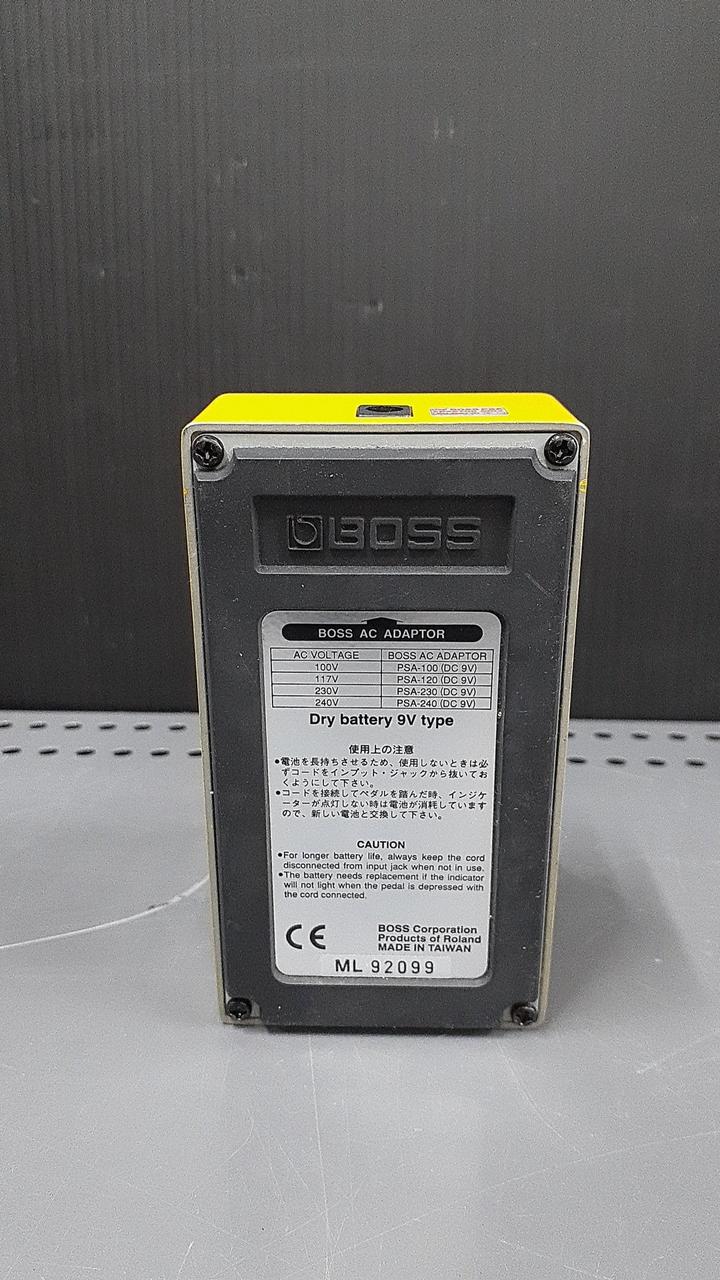 BOSS
BOSS AC ADAPTOR
AC VOLTAGE BOSS AC ADAPTOR
100V PSA-100 (DC 9V)
117V PSA-120 (DC 9V)
230V PSA-230 (DC 9V)
240V PSA-240 (DC 9V)
Dry battery 9V type
使用上の注意
●電池を長持ちさせるため、使用しないときは必
ずコードをインプット・ジャックから抜いてお
くようにして下さい。
●コードを接続してペダルを踏んだ時、インジケ
ーターが点灯しない時は電池が消耗しています
ので、新しい電池と交換して下さい。
CAUTION
●For longer battery life, always keep the cord
disconnected from input jack when not in use.
●The battery needs replacement if the indicator
will not light when the pedal is depressed with
the cord connected.
CE
BOSS Corporation
Products of Roland
MADE IN TAIWAN
ML 92099